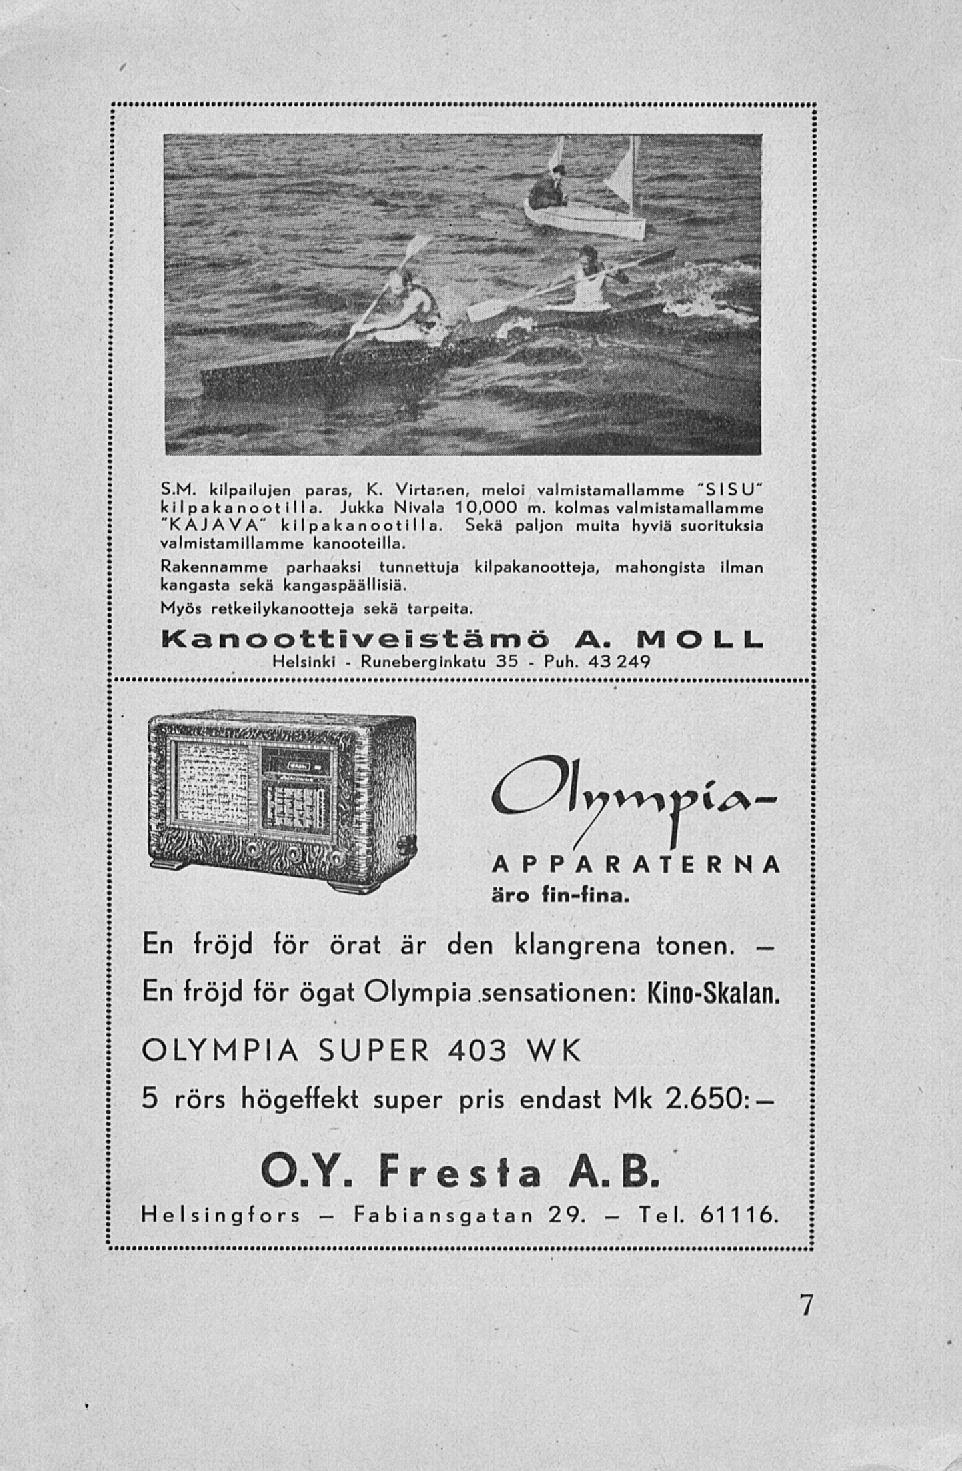 S.M. kilpailujen paras, K. Virtanen, meloi valmistamallamme "SISU"
kilpakanootilla. Jukka Nivala 10,000 m. kolmas valmistamallamme
"KAJAVA" kilpakanootilla. Sekä paljon muita hyviä suorituksia
valmistamillamme kanooteilla.
Rakennamme parhaaksi tunnettuja kilpakanootteja, mahongista ilman
kangasta sekä kangaspäällisiä.
Myös retkeilykanootteja sekä tarpeita.
Kanoottiveistämö A. MOLL
Helsinki - Runeberginkatu 35 - Puh. 43 249
Olympia-
APPARATERNA
äro fin-fina.
En fröjd för örat är den klangrena tonen. —
En fröjd för ögat Olympia sensationen: Kino-Skalan.
OLYMPIA SUPER 403 WK
5 rörs högeffekt super pris endast Mk 2.650:—
O.Y. Fresta A.B.
Helsingfors — Fabiansgatan 29. — Tel. 61116.
7